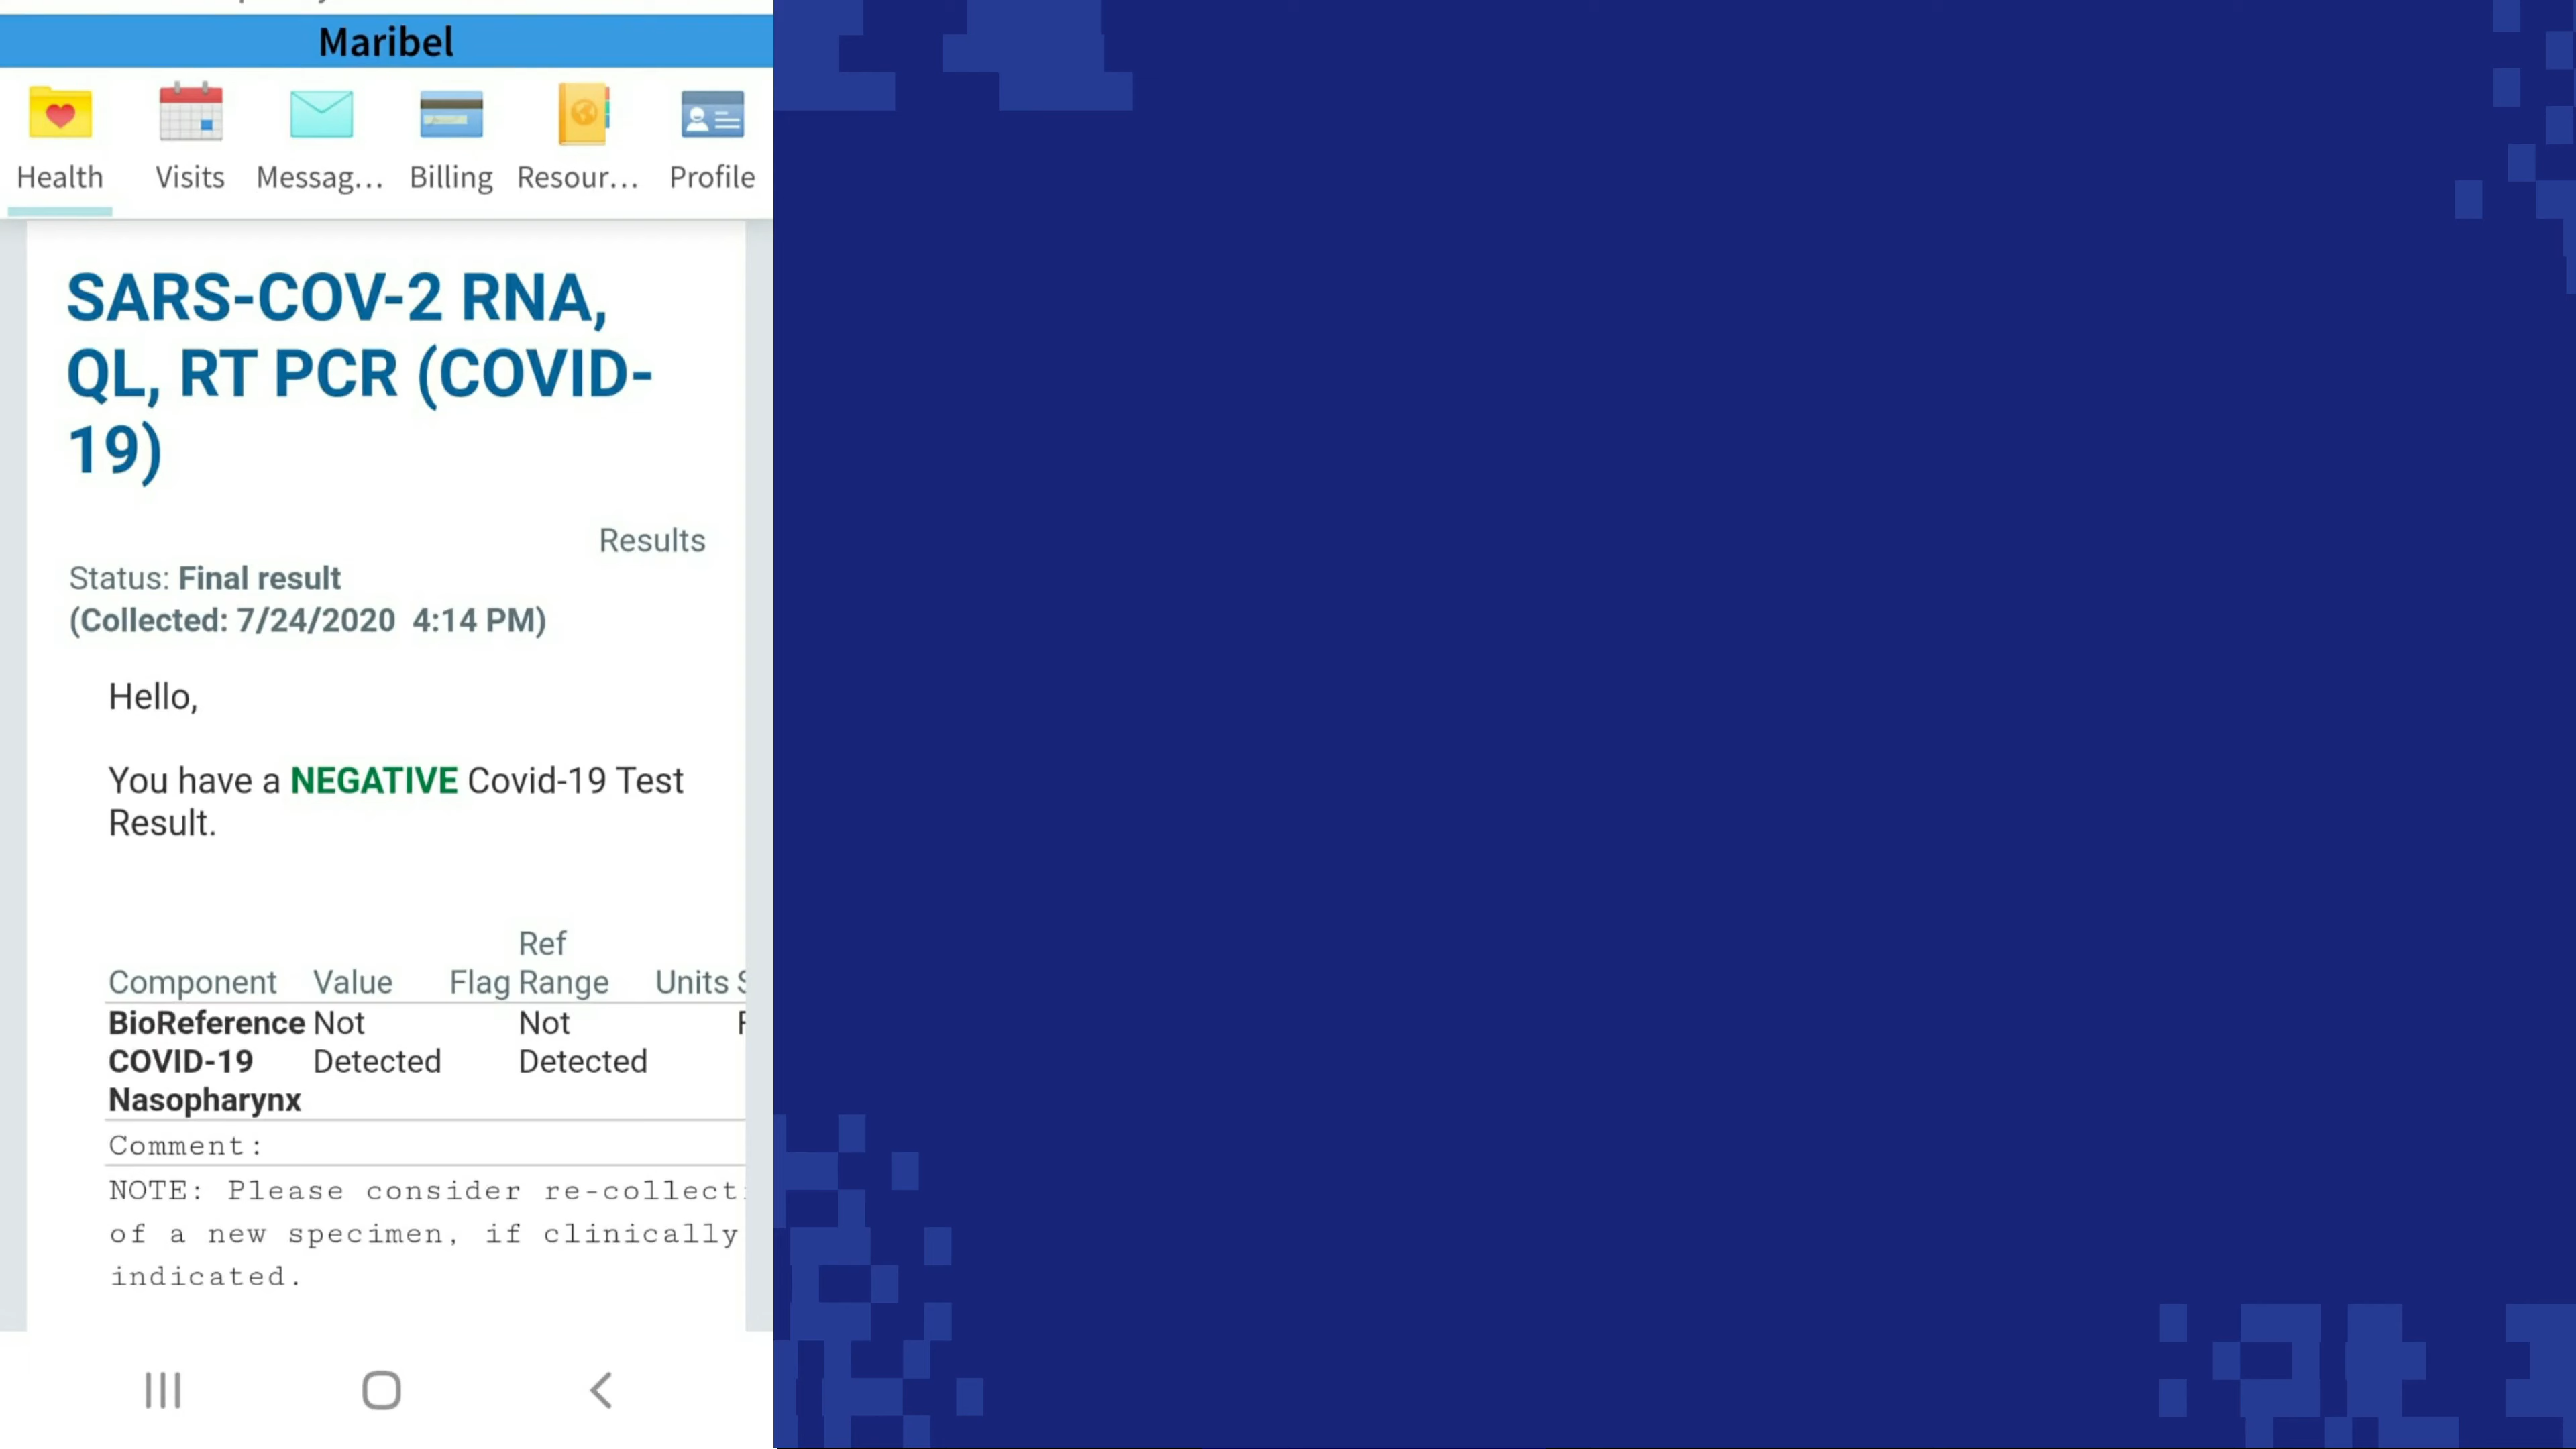 Maribel
Health Visits Messag... Billing Resour... Profile
SARS-COV-2 RNA,
QL, RT PCR (COVID-
19)
Results
Status: Final result
(Collected: 7/24/2020 4:14 PM)
Hello,
You have a NEGATIVE Covid-19 Test
Result.
Ref
Component Value Flag Range Units
BioReference Not Not
COVID-19 Detected Detected
Nasopharynx
Comment:
NOTE: Please consider re-collect
of a new specimen, if clinically
indicated.